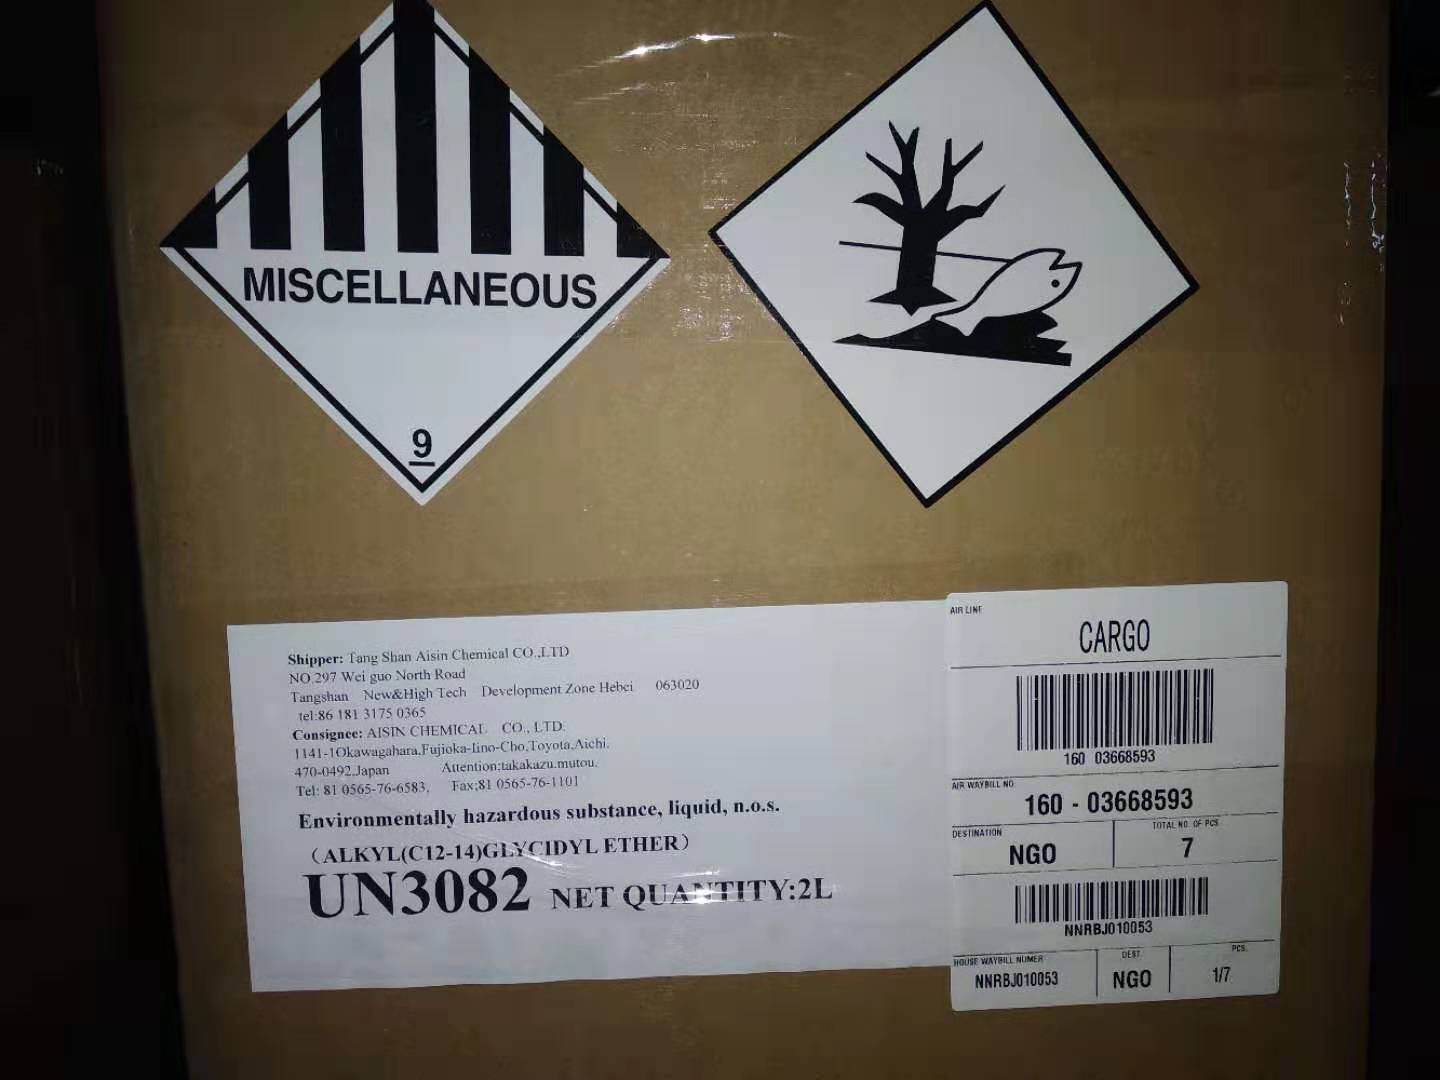 MISCELLANEOUS
9
Shipper: Tang Shan Aisin Chemical CO.,LTD
NO.297 Wei guo North Road
Tangshan New&High Tech Development Zone Hebei 063020
tel:86 181 3175 0365
Consignee: AISIN CHEMICAL CO., LTD.
1141-1Okawagahara,Fujioka-Iino-Cho,Toyota,Aichi.
470-0492,Japan Attention:takakazu.mutou.
Tel: 81 0565-76-6583, Fax;81 0565-76-1101
Environmentally hazardous substance, liquid, n.o.s.
（ALKYL(C12-14)GLYCIDYL ETHER）
UN3082 NET QUANTITY:2L
AIR LINE
CARGO
160 03668593
AIR WAYBILL NO.
160 - 03668593
DESTINATION TOTAL NO. OF PCS
NGO 7
NNRBJ010053
HOUSE WAYBILL NUMER DEST. PCS.
NNRBJ010053 NGO 1/7